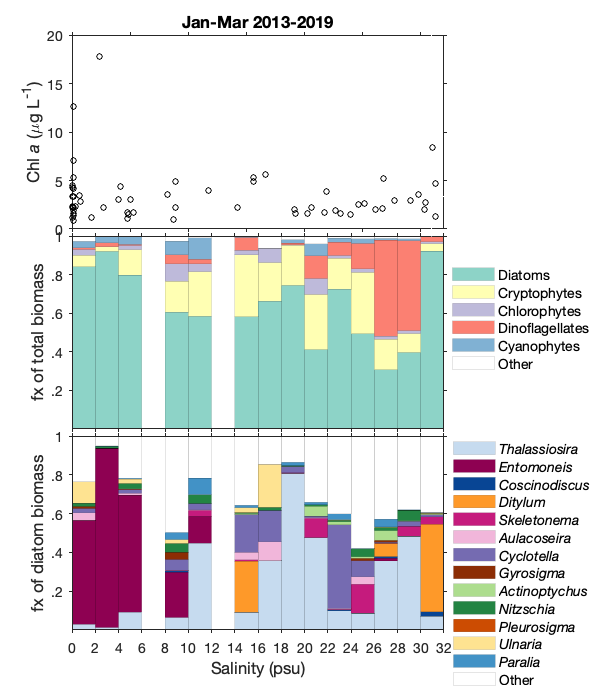 Jan-Mar 2013-2019
20
15
10
5
0
Chl a (μg L-1)
1
.8
.6
.4
.2
fx of total biomass
Diatoms
Cryptophytes
Chlorophytes
Dinoflagellates
Cyanophytes
Other
1
.8
.6
.4
.2
fx of diatom biomass
0 2 4 6 8 10 12 14 16 18 20 22 24 26 28 30 32
Salinity (psu)
Thalassiosira
Entomoneis
Coscinodiscus
Ditylum
Skeletonema
Aulacoseira
Cyclotella
Gyrosigma
Actinoptychus
Nitzschia
Pleurosigma
Ulnaria
Paralia
Other